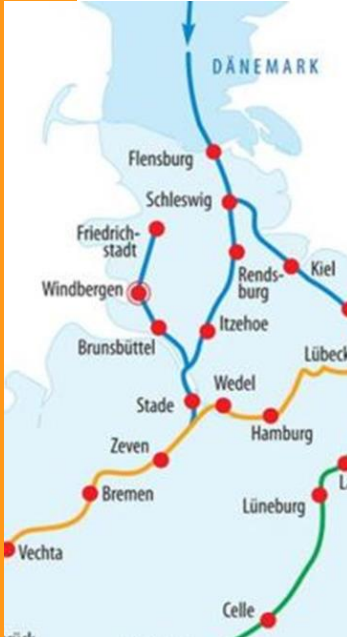 DÄNEMARK
Flensburg
Schleswig
Friedrich-
stadt
Kiel
Rends-
burg
Windbergen
Itzehoe
Brunsbüttel
Lübeck
Wedel
Stade
Hamburg
Zeven
Bremen
Lüneburg
Vechta
Celle